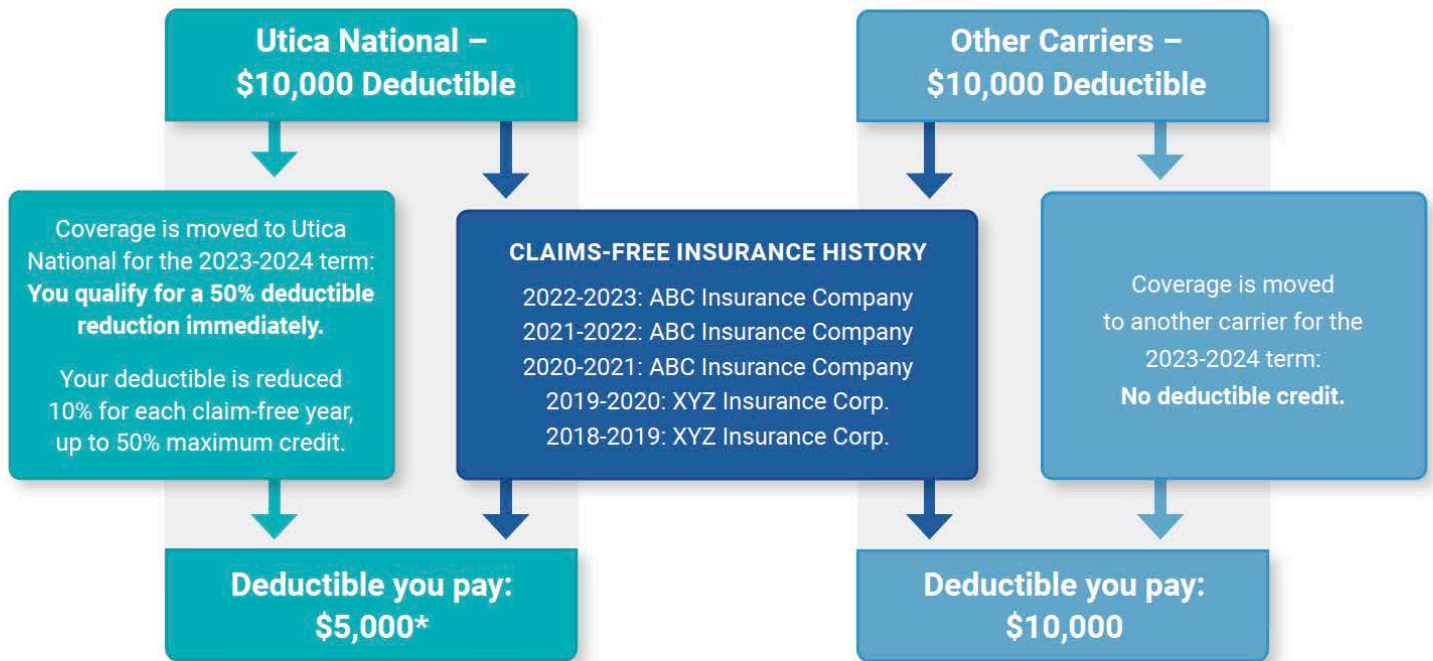 Utica National –
$10,000 Deductible
Other Carriers –
$10,000 Deductible
Coverage is moved to Utica
National for the 2023-2024 term:
You qualify for a 50% deductible
reduction immediately.
Your deductible is reduced
10% for each claim-free year,
up to 50% maximum credit.
CLAIMS-FREE INSURANCE HISTORY
2022-2023: ABC Insurance Company
2021-2022: ABC Insurance Company
2020-2021: ABC Insurance Company
2019-2020: XYZ Insurance Corp.
2018-2019: XYZ Insurance Corp.
Coverage is moved
to another carrier for the
2023-2024 term:
No deductible credit.
Deductible you pay:
$5,000*
Deductible you pay:
$10,000